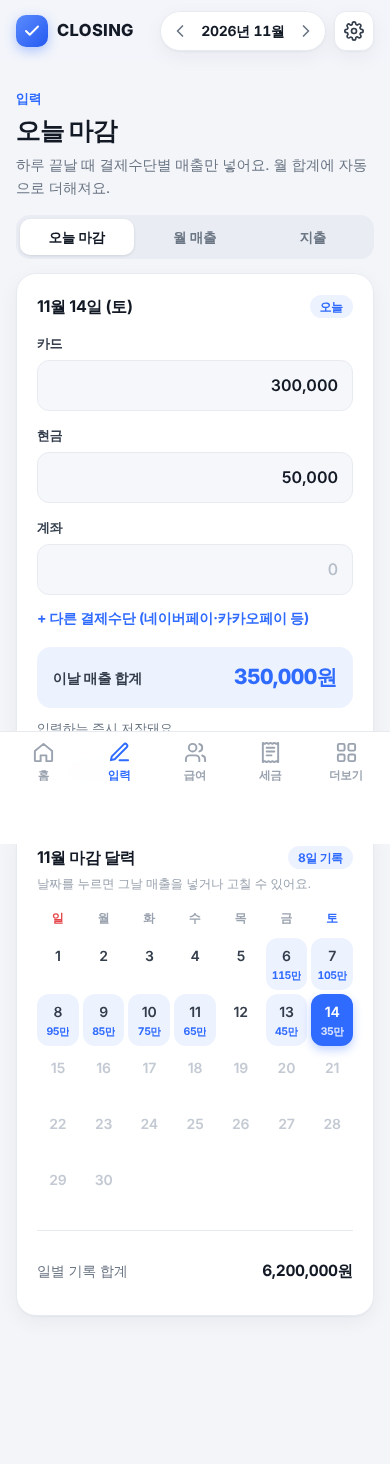 CLOSING
2026년 11월
입력
오늘 마감
하루 끝날 때 결제수단별 매출만 넣어요. 월 합계에 자동
으로 더해져요.
오늘 마감 월 매출 지출
11월 14일 (토) 오늘
카드
300,000
현금
50,000
계좌
0
+ 다른 결제수단 (네이버페이·카카오페이 등)
이날 매출 합계 350,000원
입력하는 즉시 저장돼요
홈 입력 급여 세금 더보기
11월 마감 달력 8일 기록
날짜를 누르면 그날 매출을 넣거나 고칠 수 있어요.
일 월 화 수 목 금 토
1 2 3 4 5 6 7
115만 105만
8 9 10 11 12 13 14
95만 85만 75만 65만 45만 35만
15 16 17 18 19 20 21
22 23 24 25 26 27 28
29 30
일별 기록 합계 6,200,000원